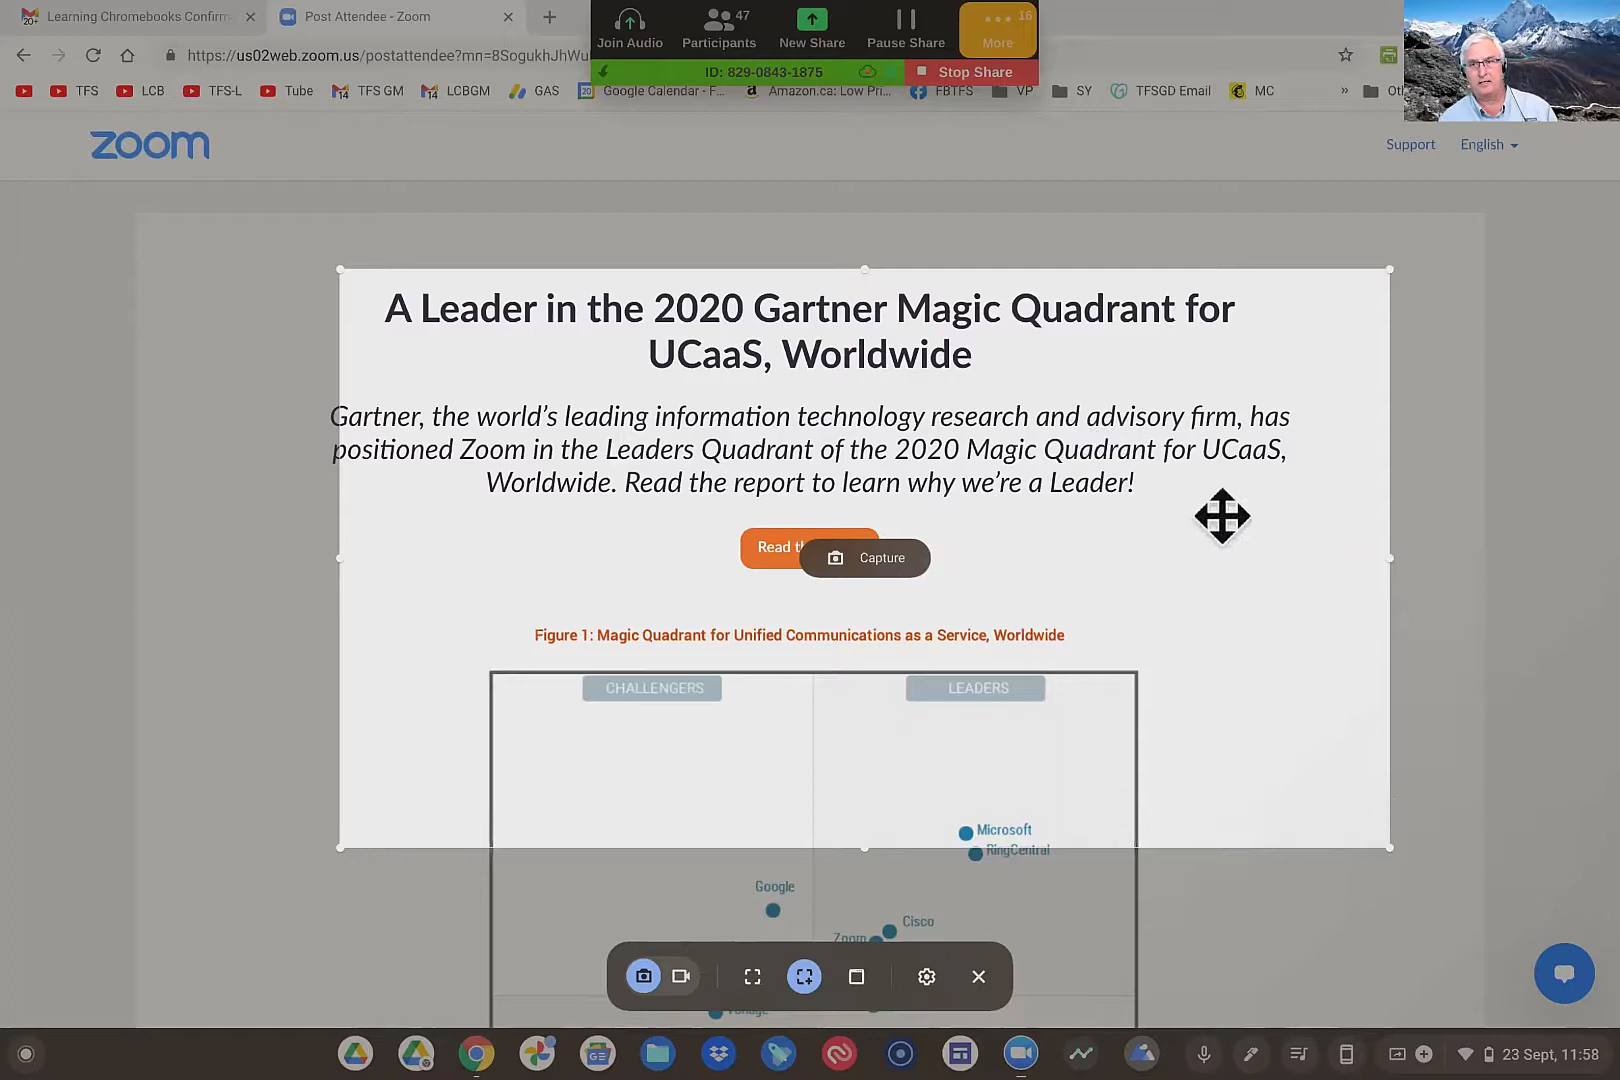 Learning Chromebooks Confirm
Post Attendee - Zoom
Join Audio
47
Participants
New Share
Pause Share
16
More
ID: 829-0843-1875
Stop Share
https://us02web.zoom.us/postattendee?mn=8SogukhJhWu
TFS
LCB
TFS-L
Tube
TFS GM
LCBGM
GAS
Google Calendar - F...
Amazon.ca: Low Pri...
FBTFS
VP
SY
TFSGD Email
MC
»
zoom
Support
English
A Leader in the 2020 Gartner Magic Quadrant for
UCaaS, Worldwide
Gartner, the world's leading information technology research and advisory firm, has
positioned Zoom in the Leaders Quadrant of the 2020 Magic Quadrant for UCaaS,
Worldwide. Read the report to learn why we're a Leader!
Read
Capture
Figure 1: Magic Quadrant for Unified Communications as a Service, Worldwide
CHALLENGERS
LEADERS
Microsoft
RingCentral
Google
Cisco
Zoom
Vonage
23 Sept, 11:58